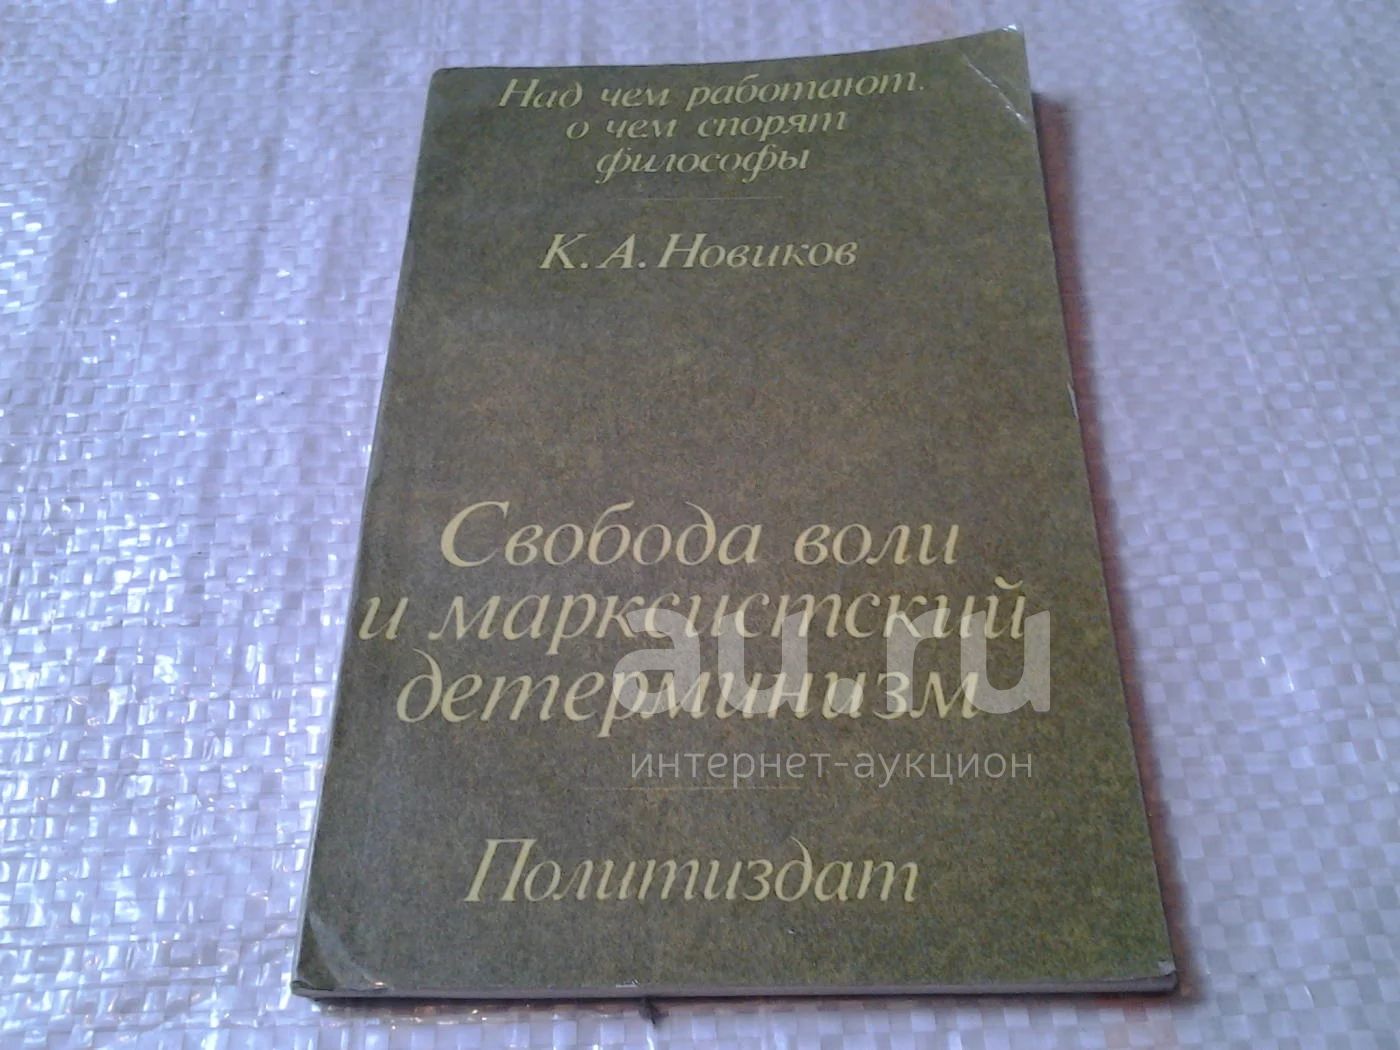 Над чем работают,
о чем спорят
философы
К. А. Новиков
Свобода воли
и марксистский
детерминизм
au.ru
интернет-аукцион
Политиздат